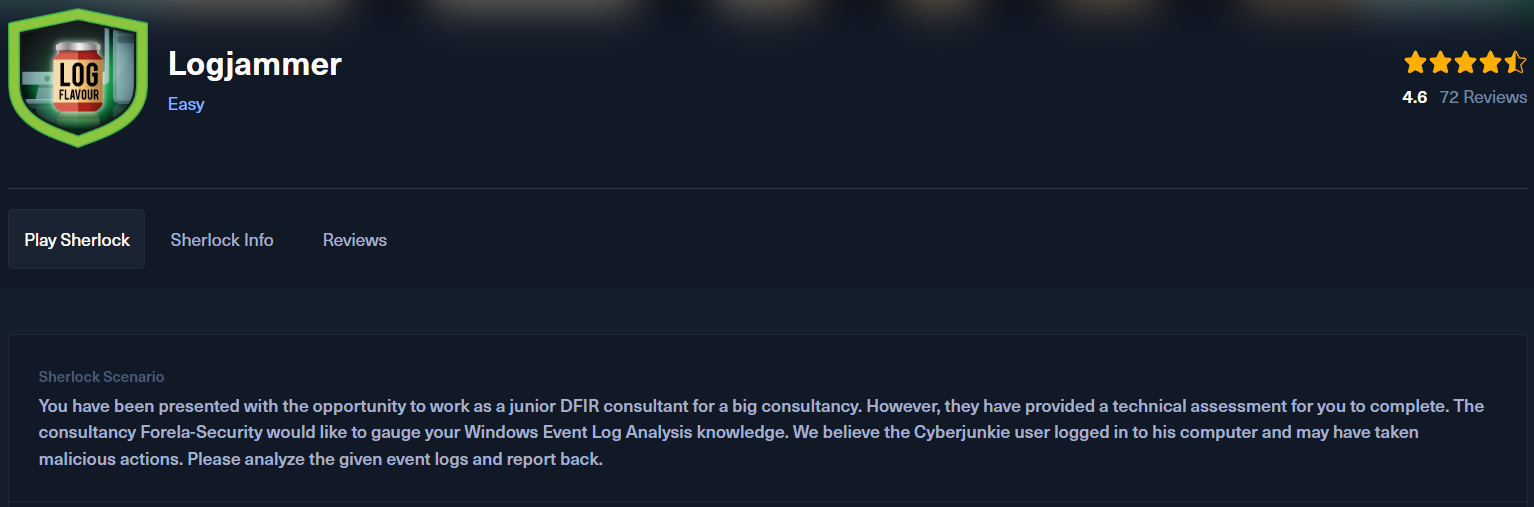 LOG
FLAVOUR
Logjammer
Easy
4.6 72 Reviews
Play Sherlock Sherlock Info Reviews
Sherlock Scenario
You have been presented with the opportunity to work as a junior DFIR consultant for a big consultancy. However, they have provided a technical assessment for you to complete. The
consultancy Forela-Security would like to gauge your Windows Event Log Analysis knowledge. We believe the Cyberjunkie user logged in to his computer and may have taken
malicious actions. Please analyze the given event logs and report back.